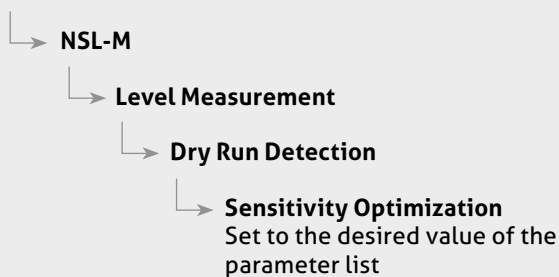 NSL-M
Level Measurement
Dry Run Detection
Sensitivity Optimization
Set to the desired value of the
parameter list